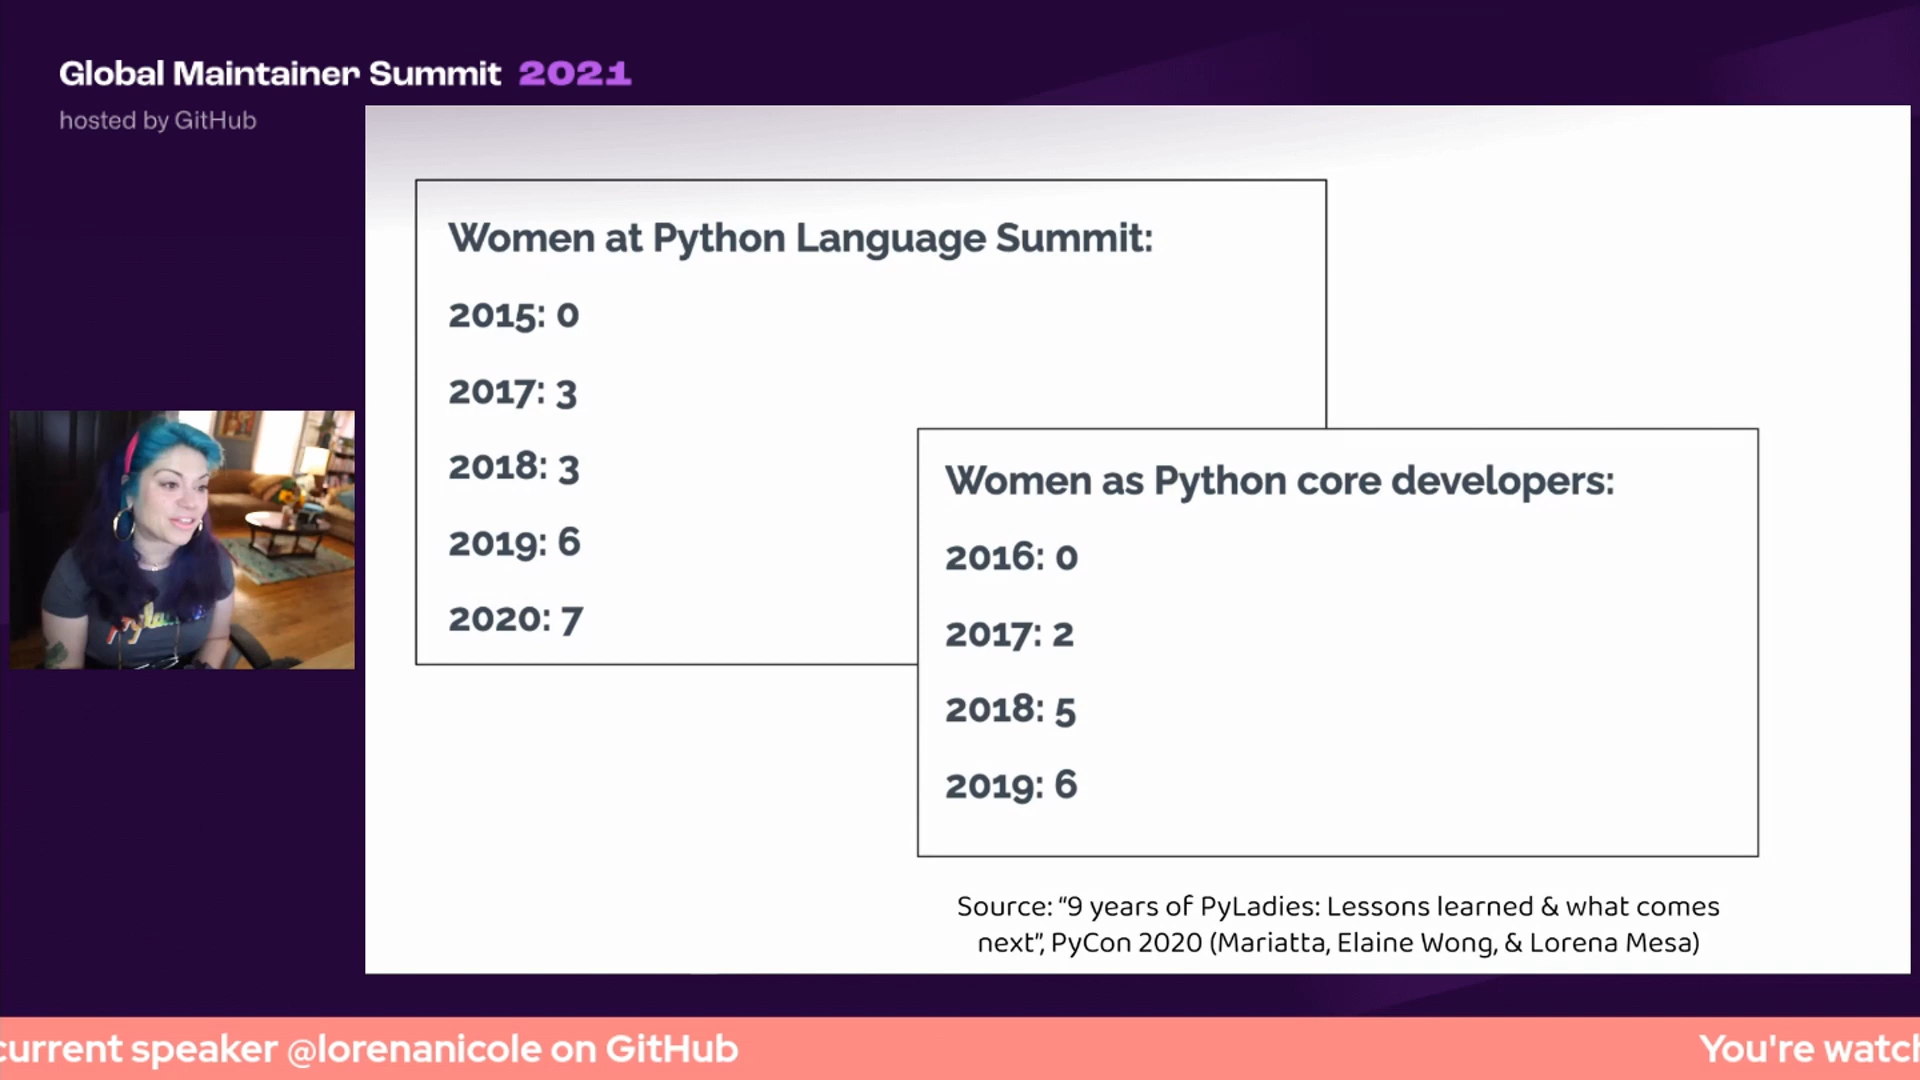 Global Maintainer Summit 2021
hosted by GitHub
Women at Python Language Summit:
2015: 0
2017: 3
2018: 3
2019: 6
2020: 7
Women as Python core developers:
2016: 0
2017: 2
2018: 5
2019: 6
Source: “9 years of PyLadies: Lessons learned & what comes
next”, PyCon 2020 (Mariatta, Elaine Wong, & Lorena Mesa)
current speaker @lorenanicole on GitHub
You're watch